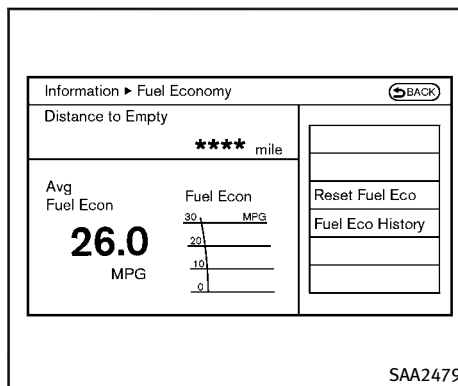 Information ▸ Fuel Economy
BACK
Distance to Empty
**** mile
Avg
Fuel Econ
26.0
MPG
Fuel Econ
30 MPG
20
10
0
Reset Fuel Eco
Fuel Eco History
SAA2479